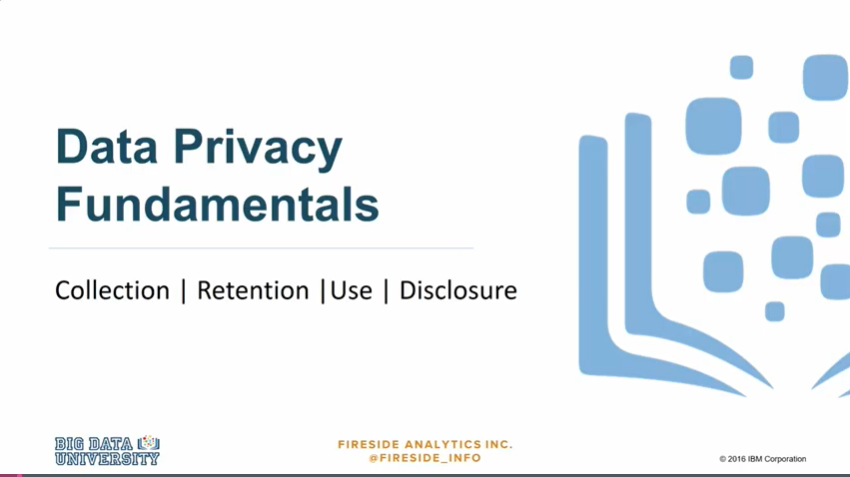 Data Privacy
Fundamentals
Collection | Retention |Use | Disclosure
BIG DATA
UNIVERSITY
FIRESIDE ANALYTICS INC.
@FIRESIDE_INFO
© 2016 IBM Corporation